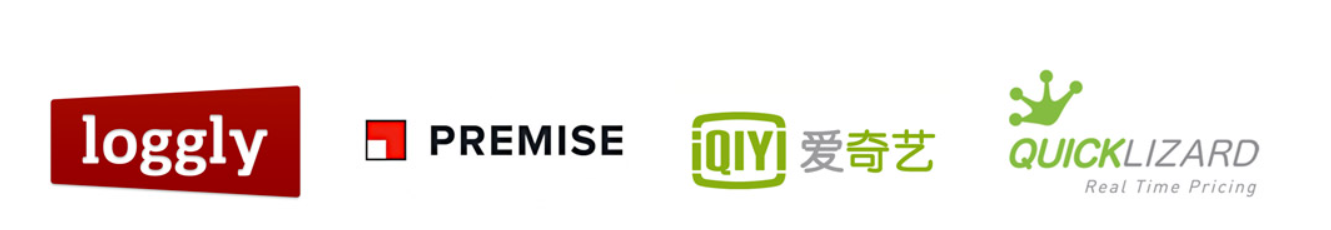 loggly
PREMISE
iQIYI 爱奇艺
QUICKLIZARD
Real Time Pricing